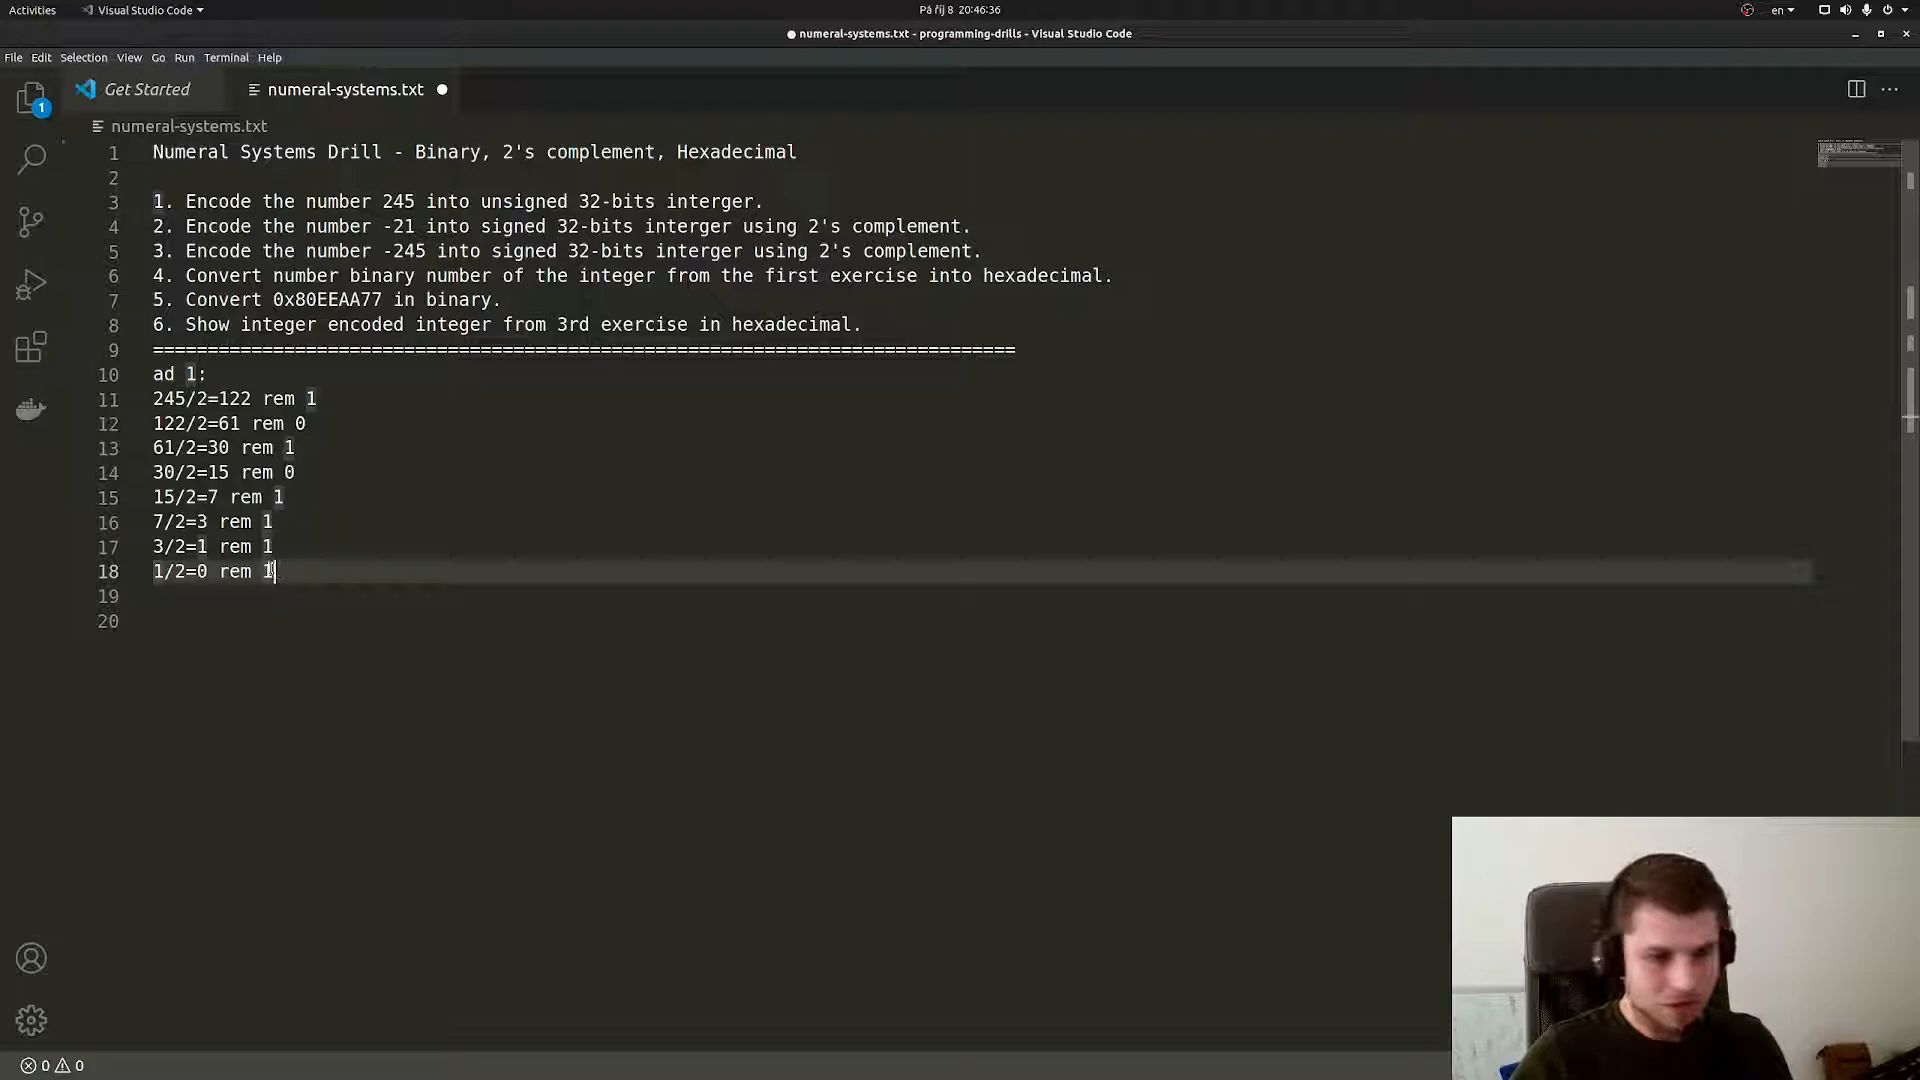 Activities
Visual Studio Code
Pá říj 8 20:46:36
en
numeral-systems.txt - programming-drills - Visual Studio Code
File Edit Selection View Go Run Terminal Help
1
Get Started
numeral-systems.txt
numeral-systems.txt
1 Numeral Systems Drill - Binary, 2's complement, Hexadecimal
2
3 1. Encode the number 245 into unsigned 32-bits interger.
4 2. Encode the number -21 into signed 32-bits interger using 2's complement.
5 3. Encode the number -245 into signed 32-bits interger using 2's complement.
6 4. Convert number binary number of the integer from the first exercise into hexadecimal.
7 5. Convert 0x80EEAA77 in binary.
8 6. Show integer encoded integer from 3rd exercise in hexadecimal.
9 ===============================================================================
10 ad 1:
11 245/2=122 rem 1
12 122/2=61 rem 0
13 61/2=30 rem 1
14 30/2=15 rem 0
15 15/2=7 rem 1
16 7/2=3 rem 1
17 3/2=1 rem 1
18 1/2=0 rem 1
19
20
0 0